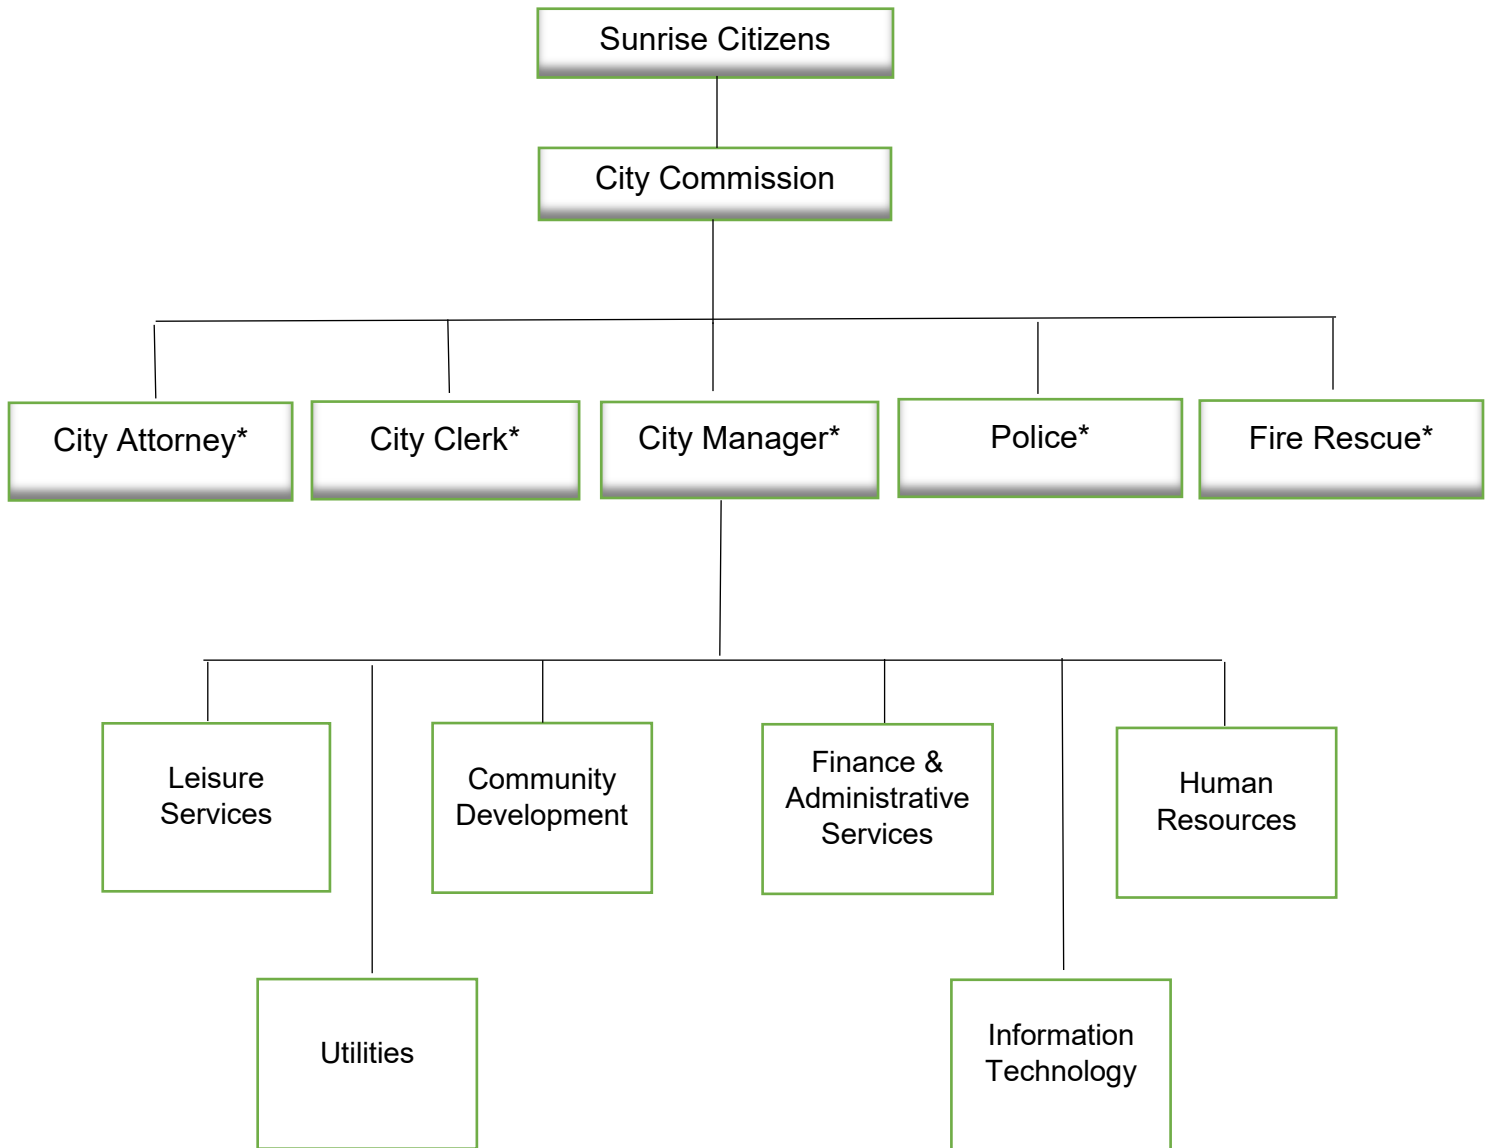 Sunrise Citizens
City Commission
City Attorney*
City Clerk*
City Manager*
Police*
Fire Rescue*
Leisure
Services
Community
Development
Finance &
Administrative
Services
Human
Resources
Utilities
Information
Technology